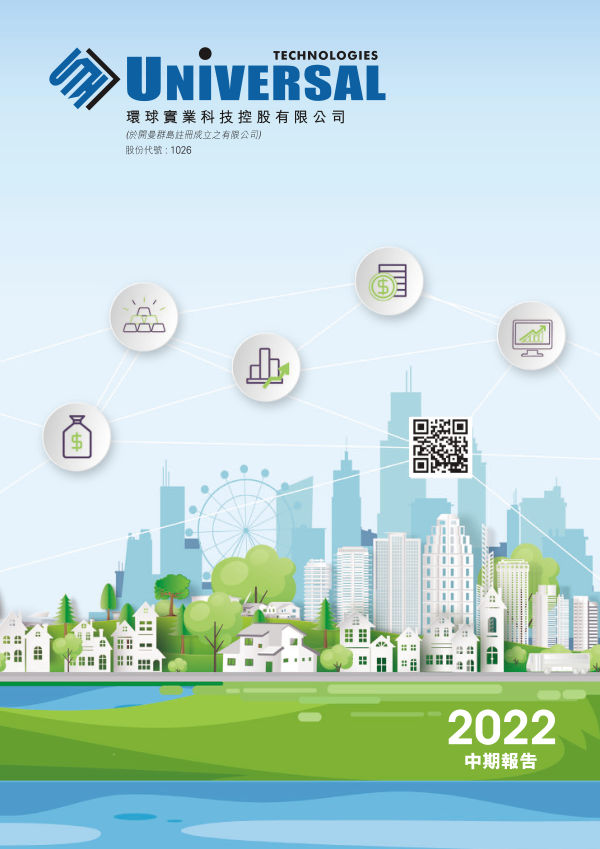 UTH
TECHNOLOGIES
UNIVERSAL
環球實業科技控股有限公司
(於開曼群島註冊成立之有限公司)
股份代號 : 1026
2022
中期報告